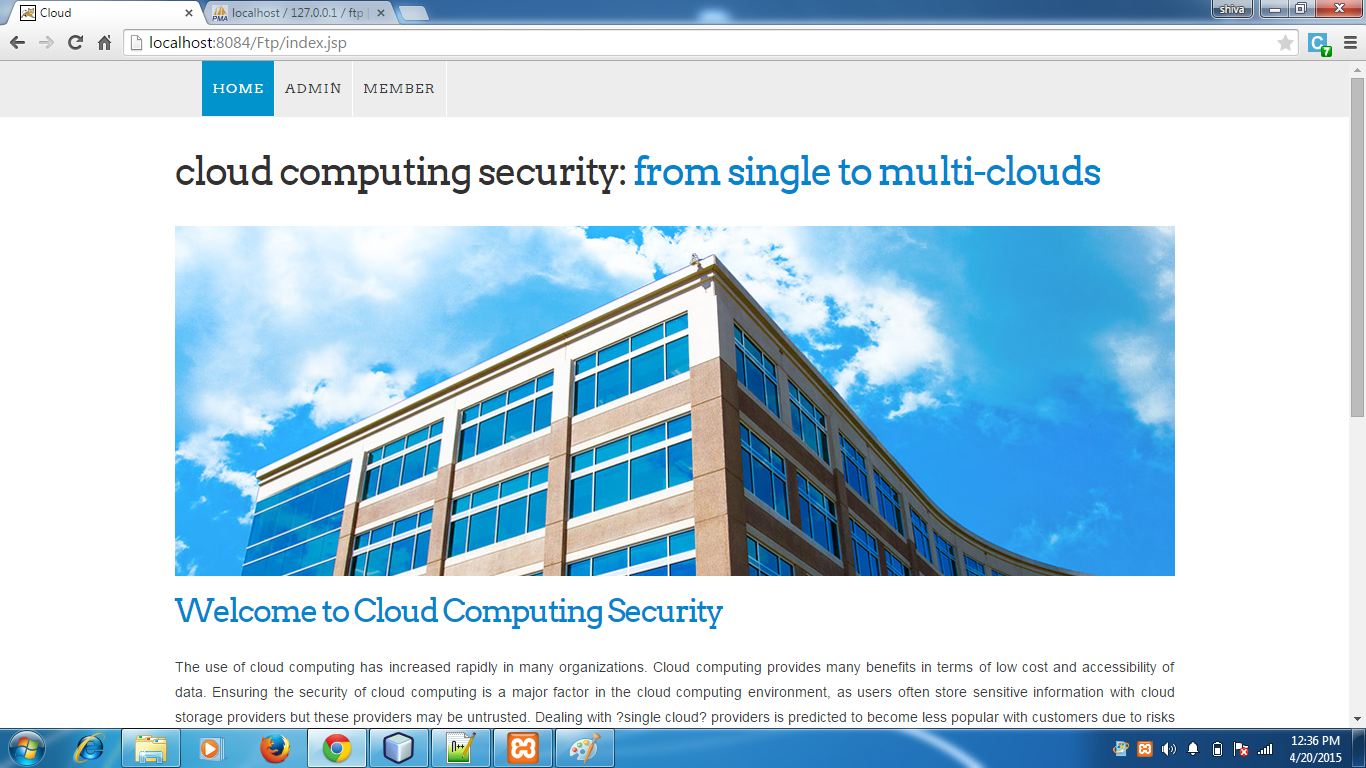 Cloud
localhost / 127.0.0.1 / ftp
shiva
localhost:8084/Ftp/index.jsp
HOME
ADMIN
MEMBER
cloud computing security: from single to multi-clouds
Welcome to Cloud Computing Security
The use of cloud computing has increased rapidly in many organizations. Cloud computing provides many benefits in terms of low cost and accessibility of
data. Ensuring the security of cloud computing is a major factor in the cloud computing environment, as users often store sensitive information with cloud
storage providers but these providers may be untrusted. Dealing with ?single cloud? providers is predicted to become less popular with customers due to risks
12:36 PM
4/20/2015